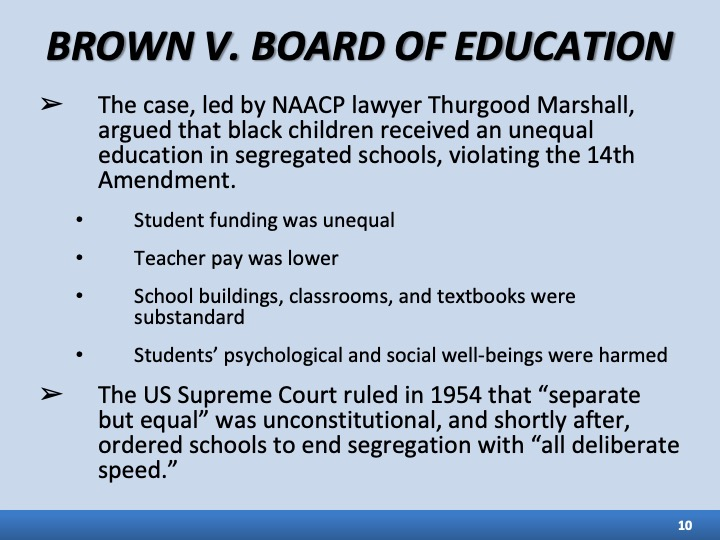 BROWN V. BOARD OF EDUCATION
➢ The case, led by NAACP lawyer Thurgood Marshall,
argued that black children received an unequal
education in segregated schools, violating the 14th
Amendment.
• Student funding was unequal
• Teacher pay was lower
• School buildings, classrooms, and textbooks were
substandard
• Students’ psychological and social well-beings were harmed
➢ The US Supreme Court ruled in 1954 that “separate
but equal” was unconstitutional, and shortly after,
ordered schools to end segregation with “all deliberate
speed.”
10